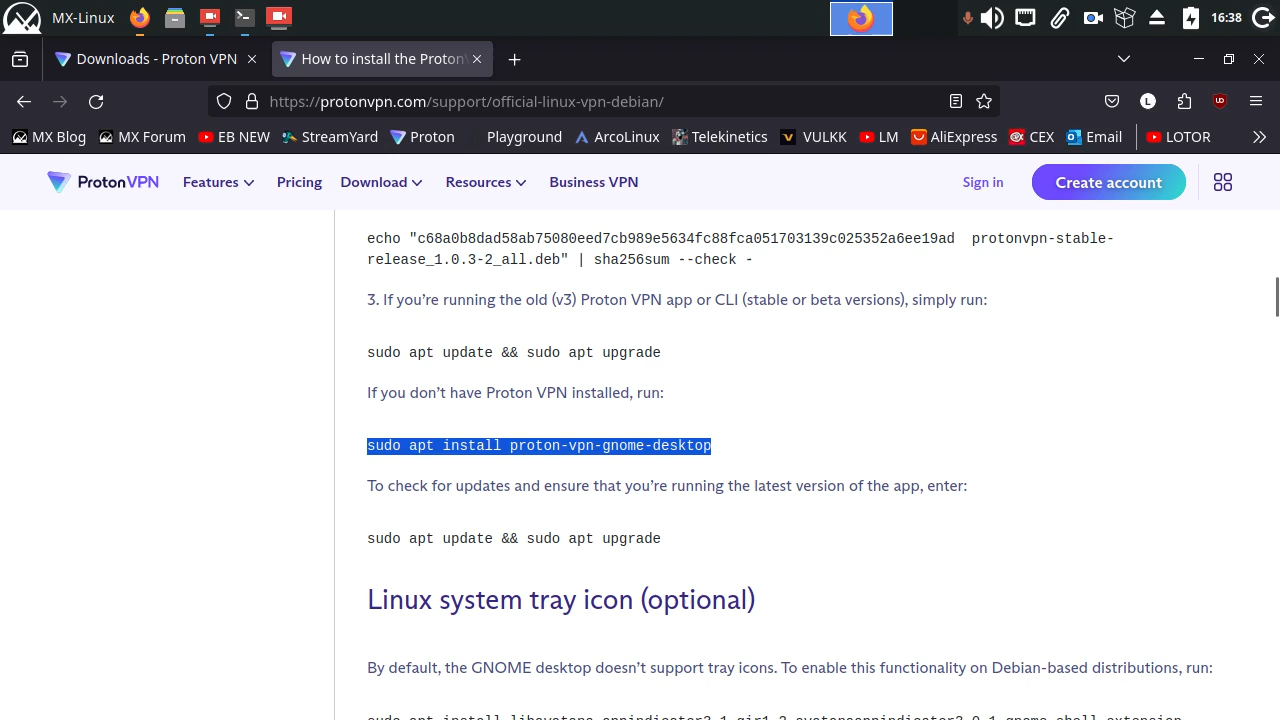 MX-Linux
16:38
Downloads - Proton VPN
How to install the Proton
https://protonvpn.com/support/official-linux-vpn-debian/
MX Blog MX Forum EB NEW StreamYard Proton Playground ArcoLinux Telekinetics VULKK LM AliExpress CEX Email LOTOR
ProtonVPN Features Pricing Download Resources Business VPN Sign in Create account
echo "c68a0b8dad58ab75080eed7cb989e5634fc88fca051703139c025352a6ee19ad  protonvpn-stable-
release_1.0.3-2_all.deb" | sha256sum --check -
3. If you’re running the old (v3) Proton VPN app or CLI (stable or beta versions), simply run:
sudo apt update && sudo apt upgrade
If you don’t have Proton VPN installed, run:
sudo apt install proton-vpn-gnome-desktop
To check for updates and ensure that you’re running the latest version of the app, enter:
sudo apt update && sudo apt upgrade
Linux system tray icon (optional)
By default, the GNOME desktop doesn’t support tray icons. To enable this functionality on Debian-based distributions, run:
sudo apt install